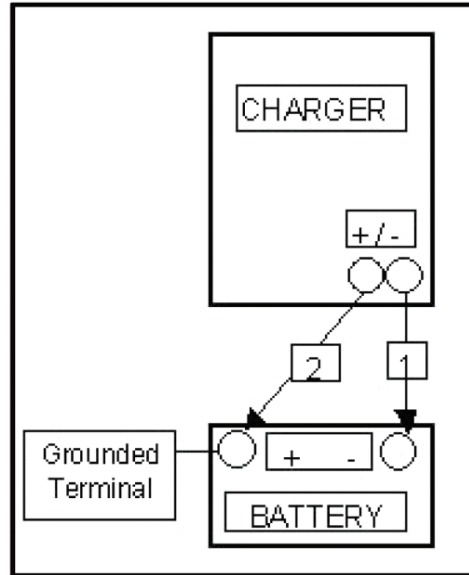 CHARGER
+/-
2
1
Grounded
Terminal
+ -
BATTERY